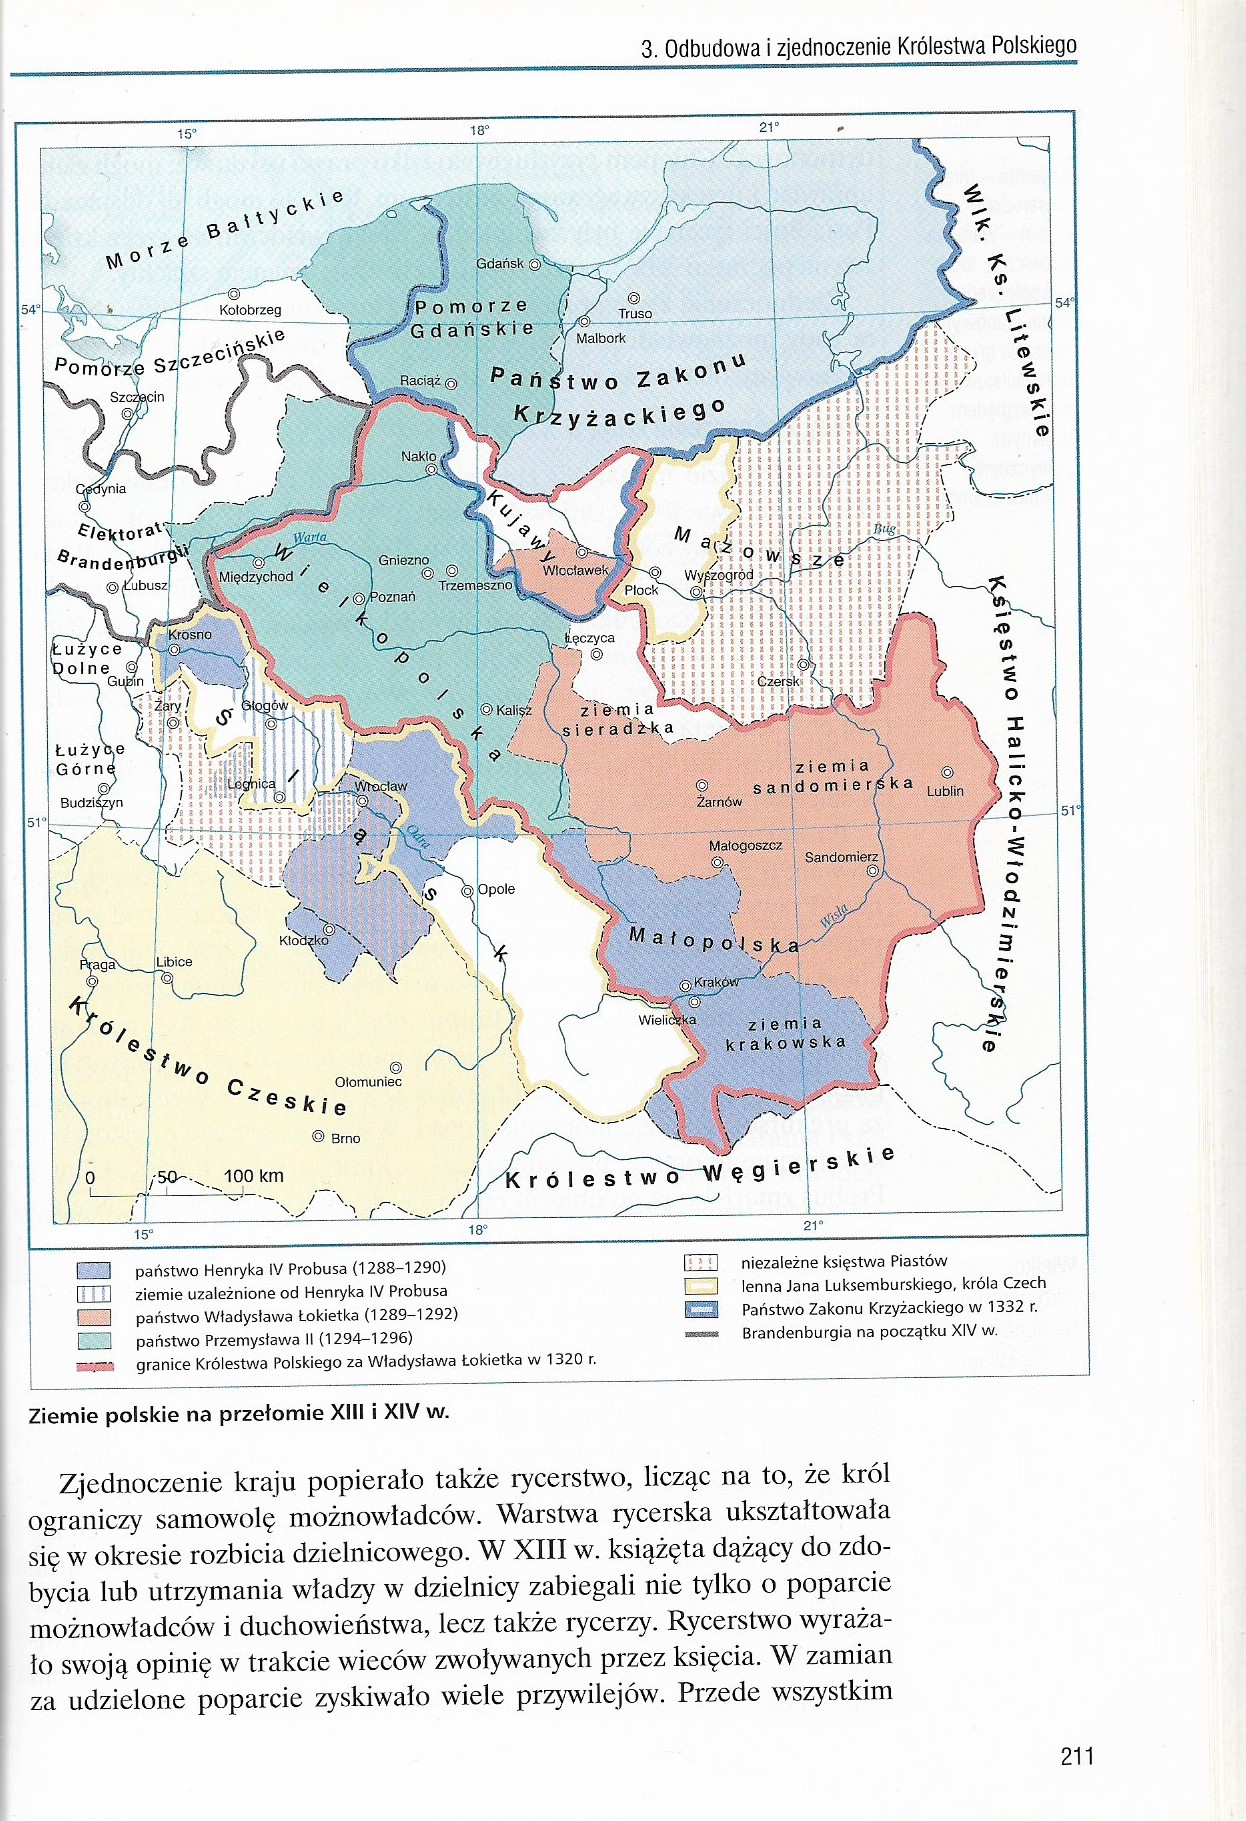 3. Odbudowa i zjednoczenie Królestwa Polskiego
15° 18° 21°
Morze Bałtyckie
Wlk. Ks. Litewskie
Gdańsk
54° 54°
Kołobrzeg
Pomorze
Gdańskie
Truso
Malbork
Pomorze Szczecińskie
Państwo Zakonu
Krzyżackiego
Raciąż
Szczecin
Nakło
Cedynia
Kujawy
Elektorat
Brandenburgii
Warta
Mazowsze
Bug
Wielkopolska
Międzychod
Gniezno
Trzemeszno
Włocławek
Płock
Wyszogród
Lubusz
Poznań
Księstwo Halicko-Włodzimierskie
Krosno
Łęczyca
Łużyce
Dolne
Gubin
Czersk
Żary
Głogów
Śląsk
Kalisz
ziemia
sieradzka
Łużyce
Górne
Budziszyn
Legnica
Wrocław
ziemia
sandomierska
Żarnów
Lublin
51° 51°
Odra
Małogoszcz
Sandomierz
Opole
Wisła
Kłodzko
Małopolska
Praga
Libice
Kraków
Wieliczka
ziemia
krakowska
Królestwo Czeskie
Ołomuniec
Brno
Królestwo Węgierskie
0 50 100 km
15° 18° 21°
państwo Henryka IV Probusa (1288–1290)
ziemie uzależnione od Henryka IV Probusa
państwo Władysława Łokietka (1289–1292)
państwo Przemysława II (1294–1296)
granice Królestwa Polskiego za Władysława Łokietka w 1320 r.
niezależne księstwa Piastów
lenna Jana Luksemburskiego, króla Czech
Państwo Zakonu Krzyżackiego w 1332 r.
Brandenburgia na początku XIV w.
Ziemie polskie na przełomie XIII i XIV w.
Zjednoczenie kraju popierało także rycerstwo, licząc na to, że król
ograniczy samowolę możnowładców. Warstwa rycerska ukształtowała
się w okresie rozbicia dzielnicowego. W XIII w. książęta dążący do zdo-
bycia lub utrzymania władzy w dzielnicy zabiegali nie tylko o poparcie
możnowładców i duchowieństwa, lecz także rycerzy. Rycerstwo wyraża-
ło swoją opinię w trakcie wieców zwoływanych przez księcia. W zamian
za udzielone poparcie zyskiwało wiele przywilejów. Przede wszystkim
211